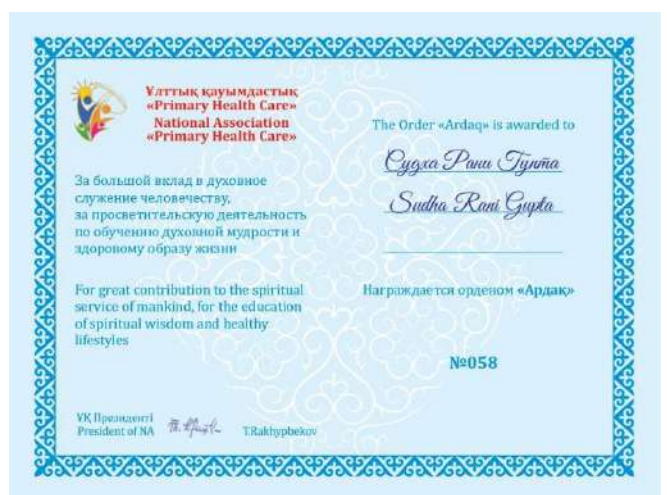 Ұлттық қауымдастық
«Primary Health Care»
National Association
«Primary Health Care»
За большой вклад в духовное
служение человечеству,
за просветительскую деятельность
по обучению духовной мудрости и
здоровому образу жизни
For great contribution to the spiritual
service of mankind, for the education
of spiritual wisdom and healthy
lifestyles
ҰҚ Президенті
President of NA
T.Rakhypbekov
The Order «Ardaq» is awarded to
Судха Рани Гупта
Sudha Rani Gupta
Награждается орденом «Ардақ»
№058